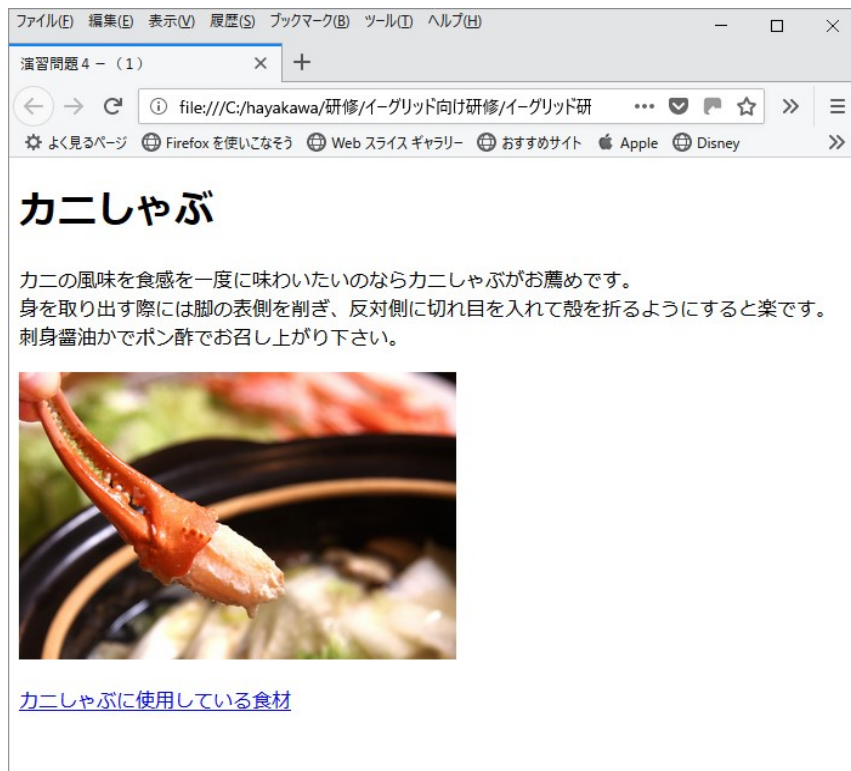 ファイル(F) 編集(E) 表示(V) 履歴(S) ブックマーク(B) ツール(T) ヘルプ(H)
演習問題4－（1）
file:///C:/hayakawa/研修/イーグリッド向け研修/イーグリッド研
よく見るページ Firefox を使いこなそう Web スライス ギャラリー おすすめサイト Apple Disney
カニしゃぶ
カニの風味を食感を一度に味わいたいのならカニしゃぶがお薦めです。
身を取り出す際には脚の表側を削ぎ、反対側に切れ目を入れて殻を折るようにすると楽です。
刺身醤油かでポン酢でお召し上がり下さい。
カニしゃぶに使用している食材